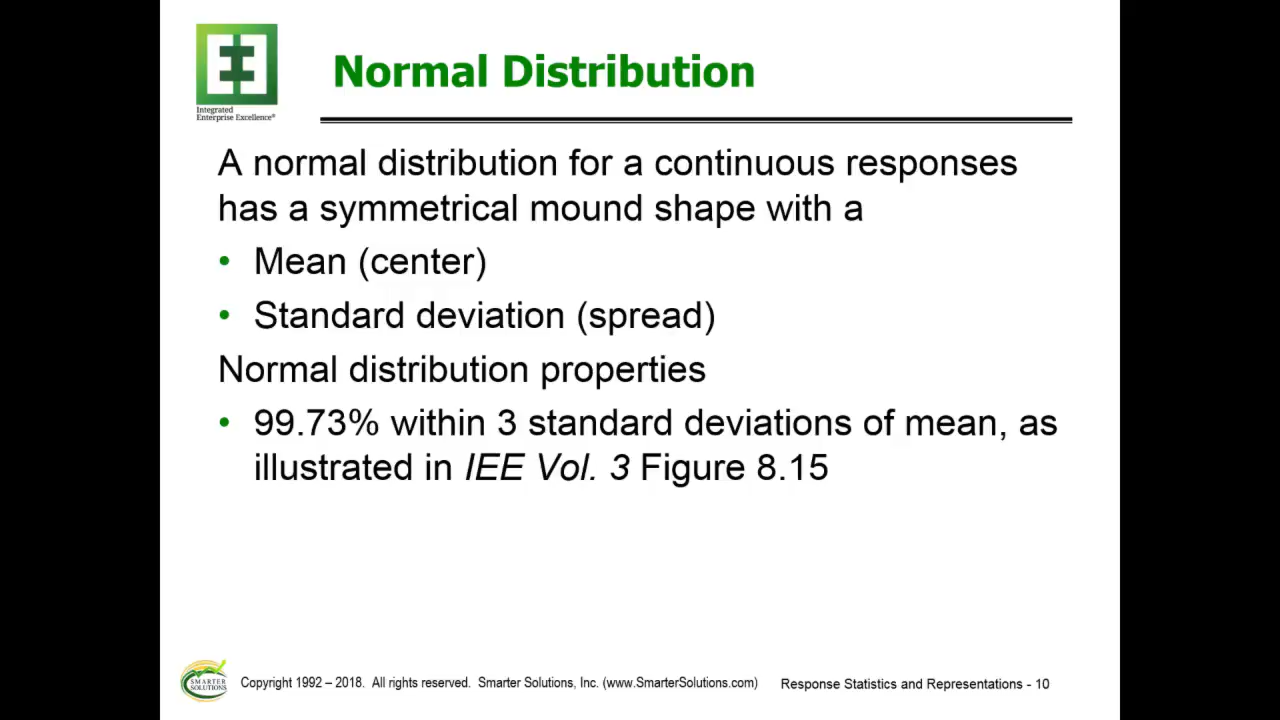 Integrated
Enterprise Excellence®
Normal Distribution
A normal distribution for a continuous responses
has a symmetrical mound shape with a
• Mean (center)
• Standard deviation (spread)
Normal distribution properties
• 99.73% within 3 standard deviations of mean, as
illustrated in IEE Vol. 3 Figure 8.15
SMARTER
SOLUTIONS
Copyright 1992 – 2018. All rights reserved. Smarter Solutions, Inc. (www.SmarterSolutions.com)
Response Statistics and Representations - 10